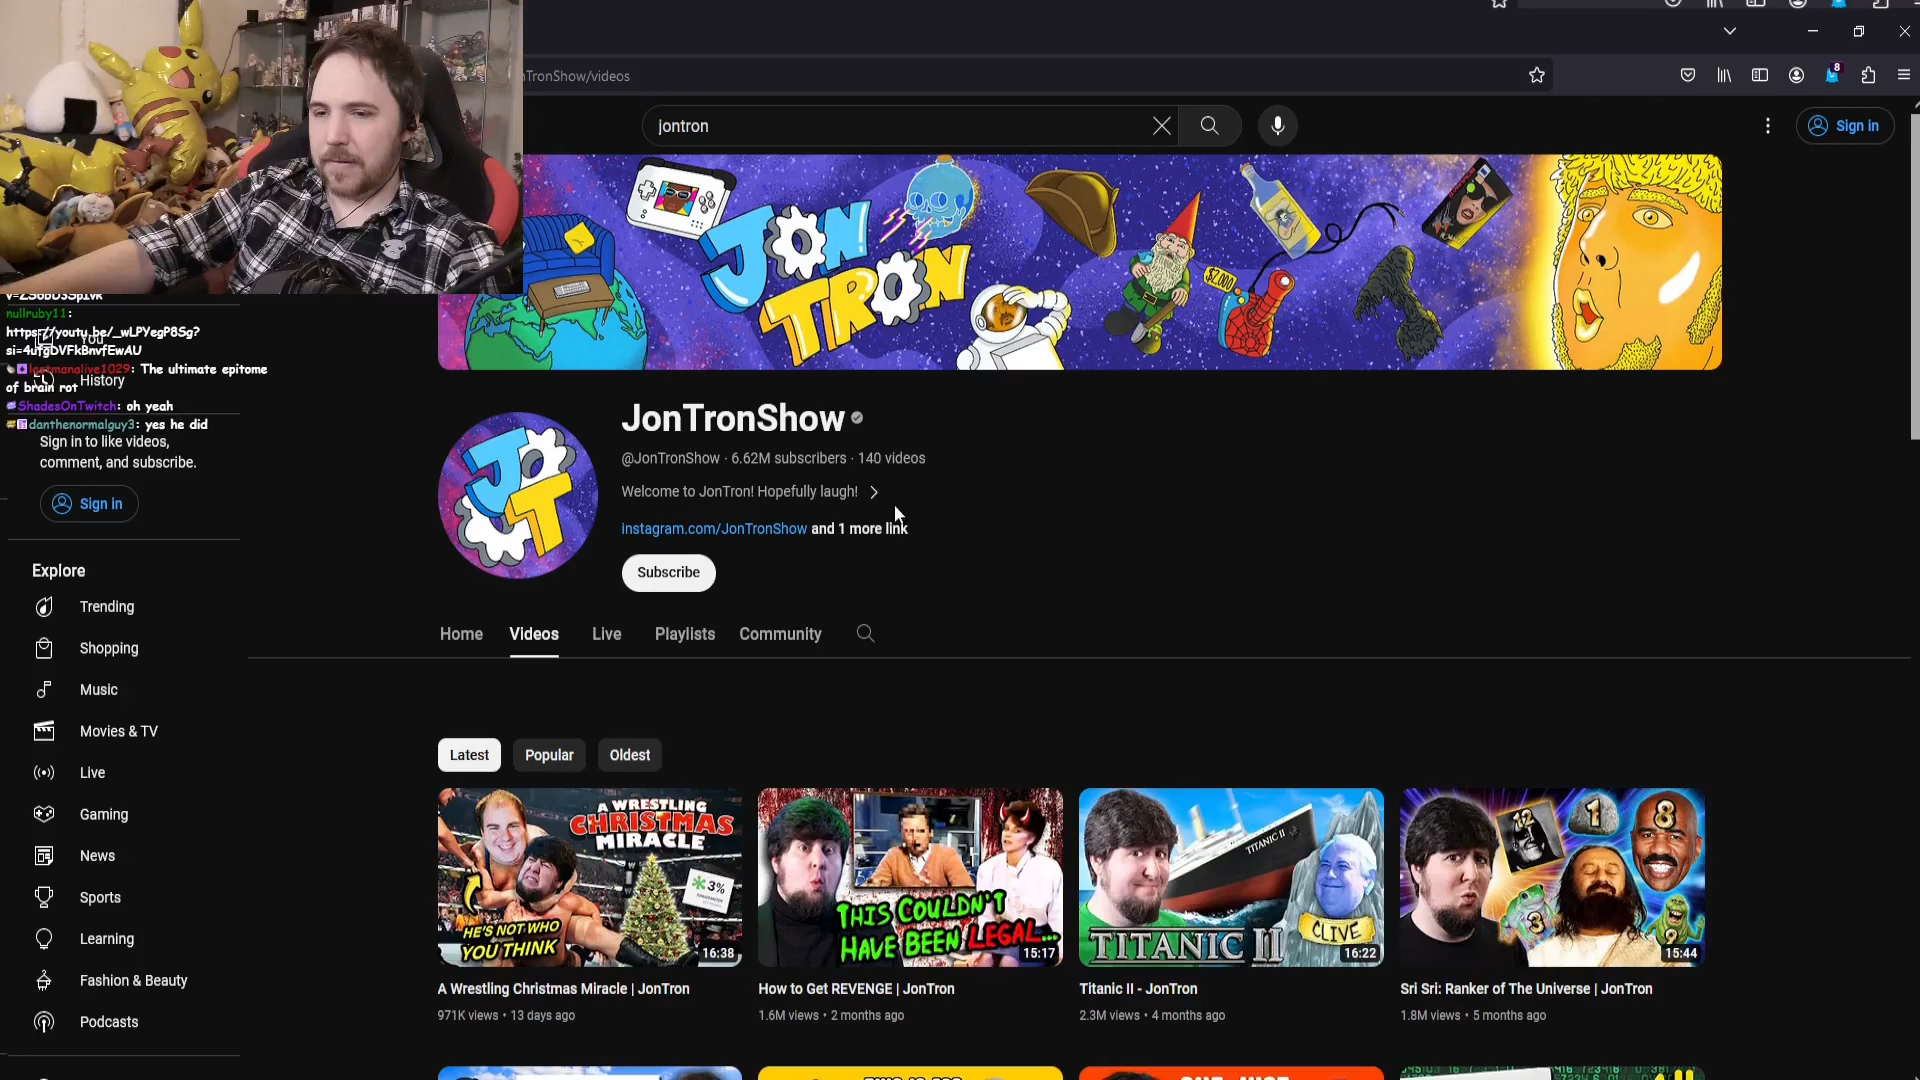 nTronShow/videos
8
jontron
Sign in
JON
TRON
$2,000
v=ZS6bU3Sp1vk
nullruby11:
https://youtu.be/_wLPYegP8Sg?
si=4ufgDVFkBnvfEwAU
lastmanalive1029: The ultimate epitome
of brain rot
ShadesOnTwitch: oh yeah
danthenormalguy3: yes he did
You
History
Sign in to like videos,
comment, and subscribe.
Sign in
Explore
Trending
Shopping
Music
Movies & TV
Live
Gaming
News
Sports
Learning
Fashion & Beauty
Podcasts
JonTronShow
@JonTronShow · 6.62M subscribers · 140 videos
Welcome to JonTron! Hopefully laugh!
instagram.com/JonTronShow and 1 more link
Subscribe
Home Videos Live Playlists Community
Latest Popular Oldest
A WRESTLING
CHRISTMAS
MIRACLE
3%
HE'S NOT WHO
YOU THINK
16:38
A Wrestling Christmas Miracle | JonTron
971K views • 13 days ago
THIS COULDN'T
HAVE BEEN LEGAL...
15:17
How to Get REVENGE | JonTron
1.6M views • 2 months ago
TITANIC II
CLIVE
TITANIC II
16:22
Titanic II - JonTron
2.3M views • 4 months ago
12
1
8
3
15:44
Sri Sri: Ranker of The Universe | JonTron
1.8M views • 5 months ago